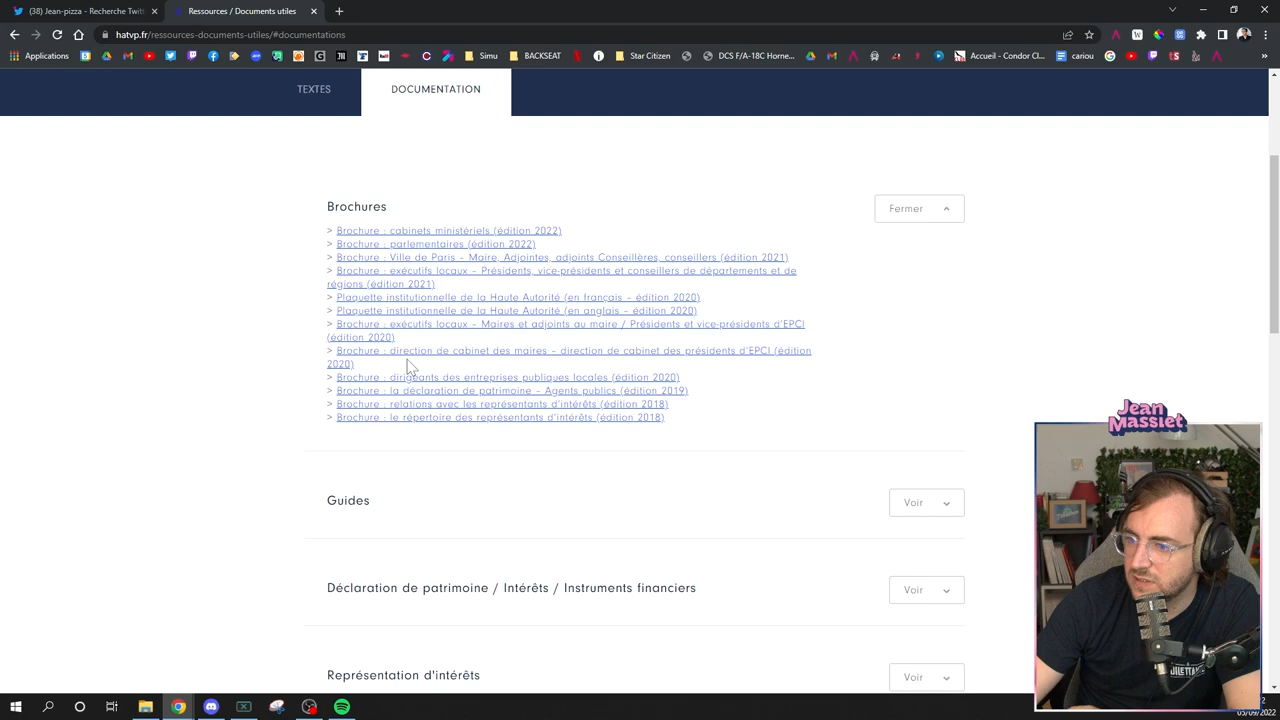 (38) Jean-pizza - Recherche Twitt
Ressources / Documents utiles
hatvp.fr/ressources-documents-utiles/#documentations
Applications
Simu
BACKSEAT
Star Citizen
DCS F/A-18C Horne...
Accueil - Condor Cl...
cariou
TEXTES
DOCUMENTATION
Brochures
Fermer
> Brochure : cabinets ministériels (édition 2022)
> Brochure : parlementaires (édition 2022)
> Brochure : Ville de Paris – Maire, Adjointes, adjoints Conseillères, conseillers (édition 2021)
> Brochure : exécutifs locaux – Présidents, vice-présidents et conseillers de départements et de
régions (édition 2021)
> Plaquette institutionnelle de la Haute Autorité (en français – édition 2020)
> Plaquette institutionnelle de la Haute Autorité (en anglais – édition 2020)
> Brochure : exécutifs locaux – Maires et adjoints au maire / Présidents et vice-présidents d'EPCI
(édition 2020)
> Brochure : direction de cabinet des maires – direction de cabinet des présidents d'EPCI (édition
2020)
> Brochure : dirigeants des entreprises publiques locales (édition 2020)
> Brochure : la déclaration de patrimoine – Agents publics (édition 2019)
> Brochure : relations avec les représentants d'intérêts (édition 2018)
> Brochure : le répertoire des représentants d'intérêts (édition 2018)
Jean
Massiet
Guides
Voir
Déclaration de patrimoine / Intérêts / Instruments financiers
Voir
Représentation d'intérêts
Voir
05/09/2022